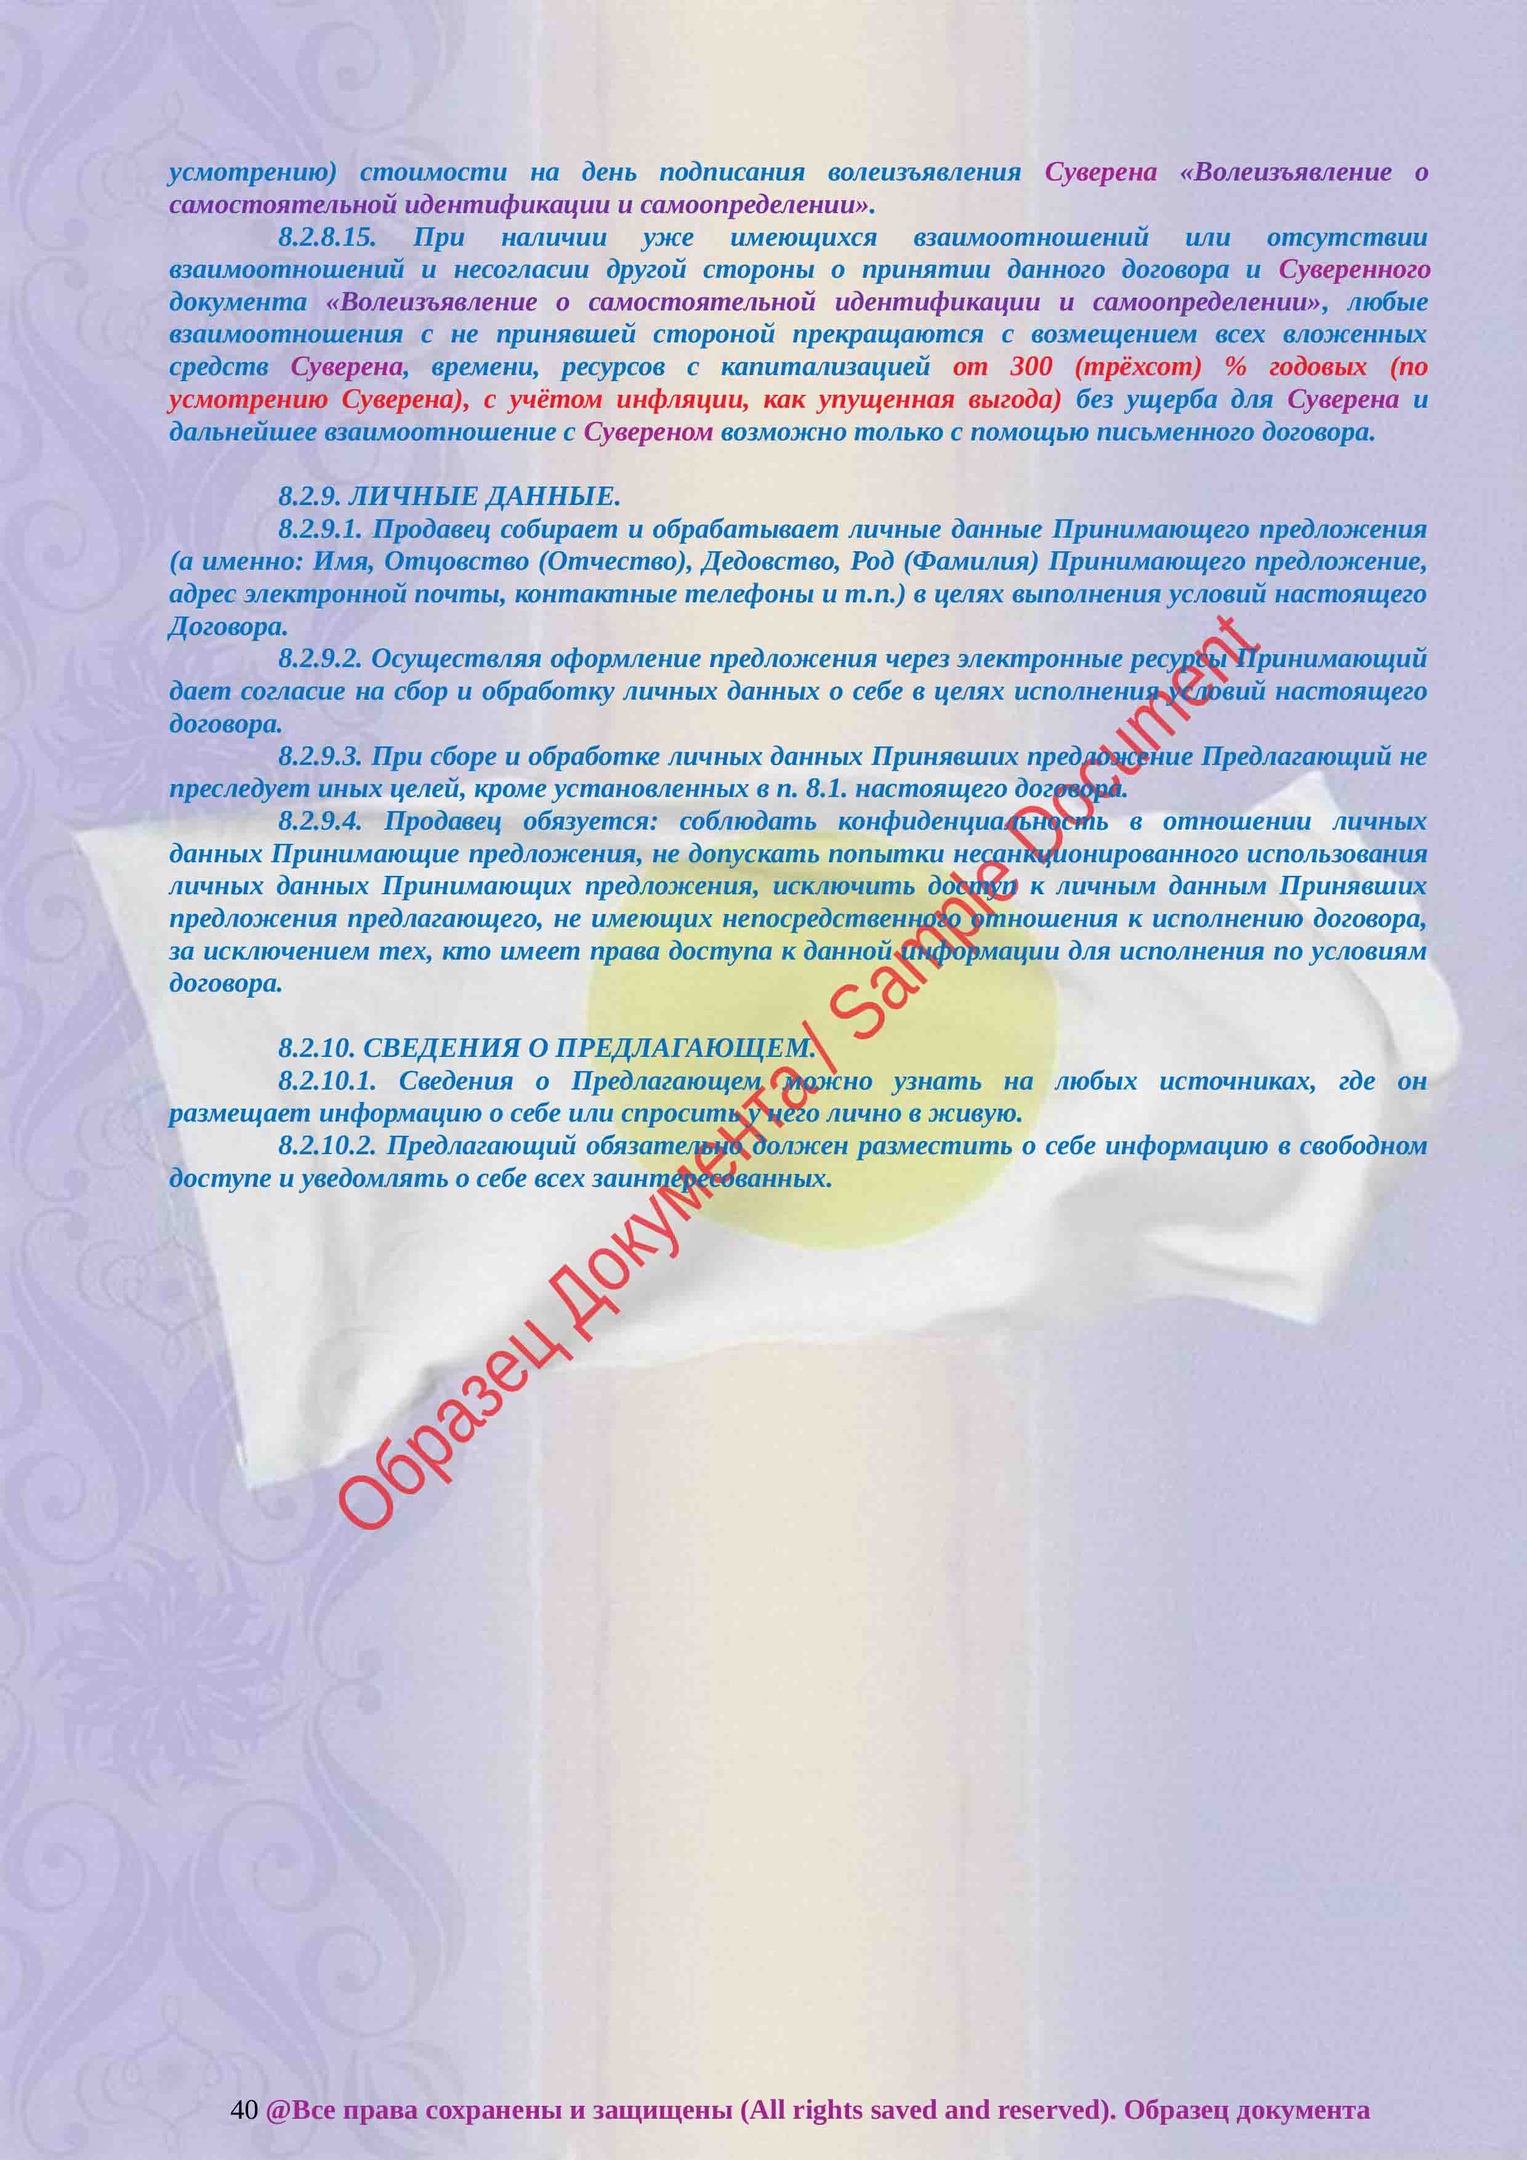 усмотрению) стоимости на день подписания волеизъявления Суверена «Волеизъявление о
самостоятельной идентификации и самоопределении».
8.2.8.15. При наличии уже имеющихся взаимоотношений или отсутствии
взаимоотношений и несогласии другой стороны о принятии данного договора и Суверенного
документа «Волеизъявление о самостоятельной идентификации и самоопределении», любые
взаимоотношения с не принявшей стороной прекращаются с возмещением всех вложенных
средств Суверена, времени, ресурсов с капитализацией от 300 (трёхсот) % годовых (по
усмотрению Суверена), с учётом инфляции, как упущенная выгода) без ущерба для Суверена и
дальнейшее взаимоотношение с Сувереном возможно только с помощью письменного договора.
8.2.9. ЛИЧНЫЕ ДАННЫЕ.
8.2.9.1. Продавец собирает и обрабатывает личные данные Принимающего предложения
(а именно: Имя, Отцовство (Отчество), Дедовство, Род (Фамилия) Принимающего предложение,
адрес электронной почты, контактные телефоны и т.п.) в целях выполнения условий настоящего
Договора.
8.2.9.2. Осуществляя оформление предложения через электронные ресурсы Принимающий
дает согласие на сбор и обработку личных данных о себе в целях исполнения условий настоящего
договора.
8.2.9.3. При сборе и обработке личных данных Принявших предложение Предлагающий не
преследует иных целей, кроме установленных в п. 8.1. настоящего договора.
8.2.9.4. Продавец обязуется: соблюдать конфиденциальность в отношении личных
данных Принимающие предложения, не допускать попытки несанкционированного использования
личных данных Принимающих предложения, исключить доступ к личным данным Принявших
предложения предлагающего, не имеющих непосредственного отношения к исполнению договора,
за исключением тех, кто имеет права доступа к данной информации для исполнения по условиям
договора.
8.2.10. СВЕДЕНИЯ О ПРЕДЛАГАЮЩЕМ.
8.2.10.1. Сведения о Предлагающем можно узнать на любых источниках, где он
размещает информацию о себе или спросить у него лично в живую.
8.2.10.2. Предлагающий обязательно должен разместить о себе информацию в свободном
доступе и уведомлять о себе всех заинтересованных.
Образец Документа / Sample Document
40 @Все права сохранены и защищены (All rights saved and reserved). Образец документа